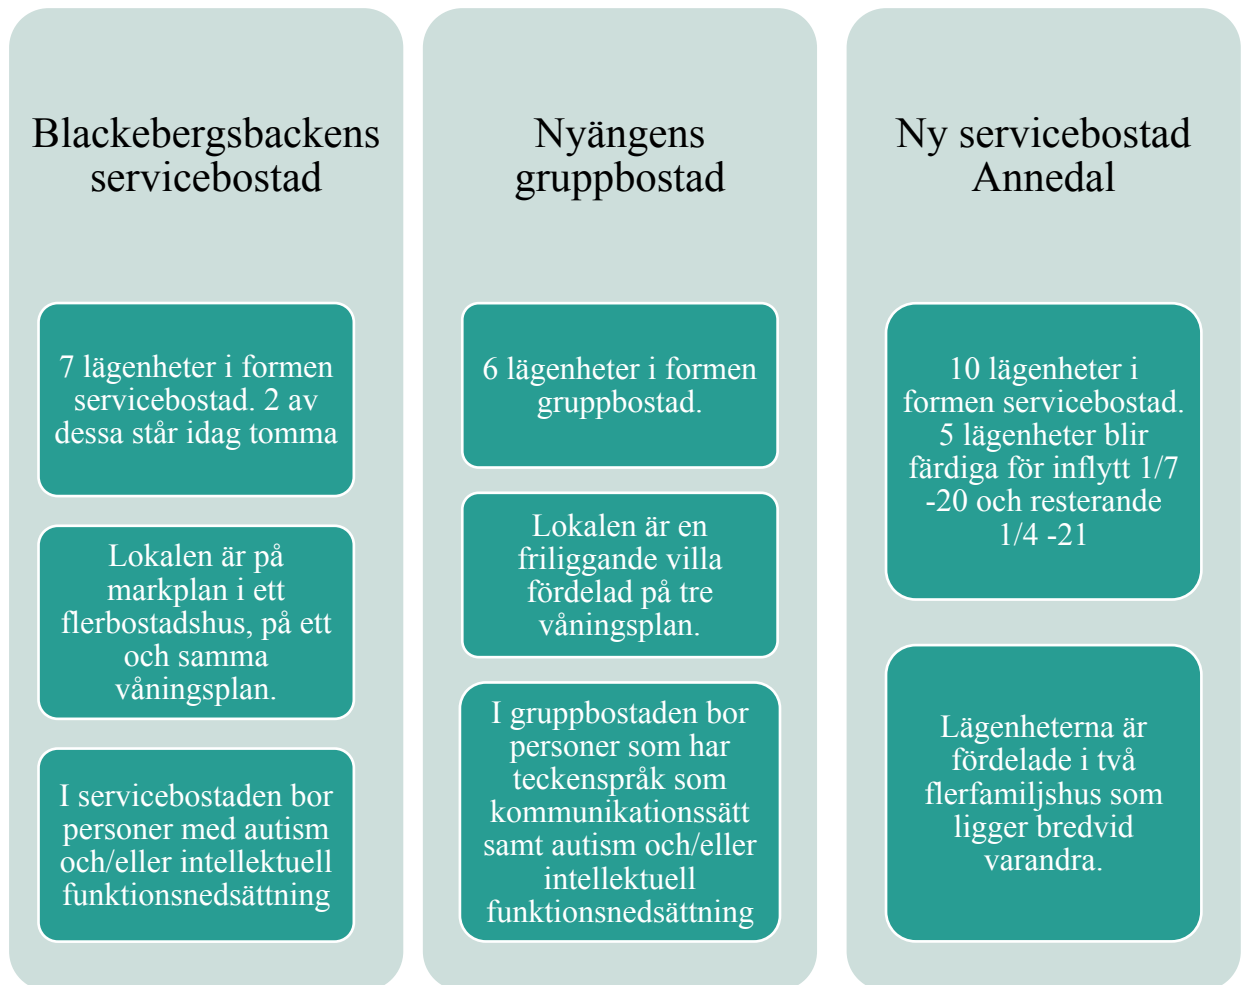 Blackebergsbackens
servicebostad
7 lägenheter i formen
servicebostad. 2 av
dessa står idag tomma
Lokalen är på
markplan i ett
flerbostadshus, på ett
och samma
våningsplan.
I servicebostaden bor
personer med autism
och/eller intellektuell
funktionsnedsättning
Nyängens
gruppbostad
6 lägenheter i formen
gruppbostad.
Lokalen är en
friliggande villa
fördelad på tre
våningsplan.
I gruppbostaden bor
personer som har
teckenspråk som
kommunikationssätt
samt autism och/eller
intellektuell
funktionsnedsättning
Ny servicebostad
Annedal
10 lägenheter i
formen servicebostad.
5 lägenheter blir
färdiga för inflytt 1/7
-20 och resterande
1/4 -21
Lägenheterna är
fördelade i två
flerfamiljshus som
ligger bredvid
varandra.